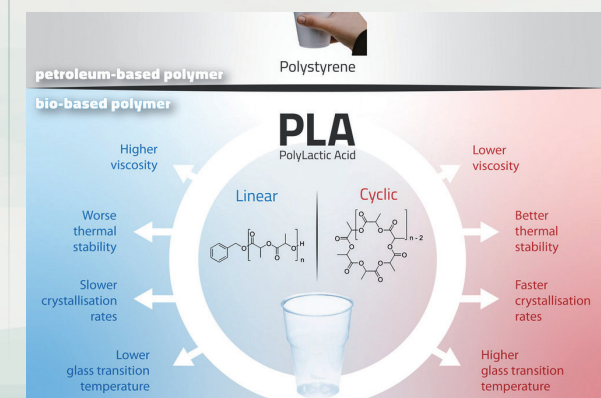 Polystyrene
petroleum-based polymer
bio-based polymer
PLA
PolyLactic Acid
Higher
viscosity
Worse
thermal
stability
Slower
crystallisation
rates
Lower
glass transition
temperature
Linear
O
O
O
O
O
H
n
Cyclic
O
O
O
O
n - 2
O
O
O
O
O
O
O
O
Lower
viscosity
Better
thermal
stability
Faster
crystallisation
rates
Higher
glass transition
temperature